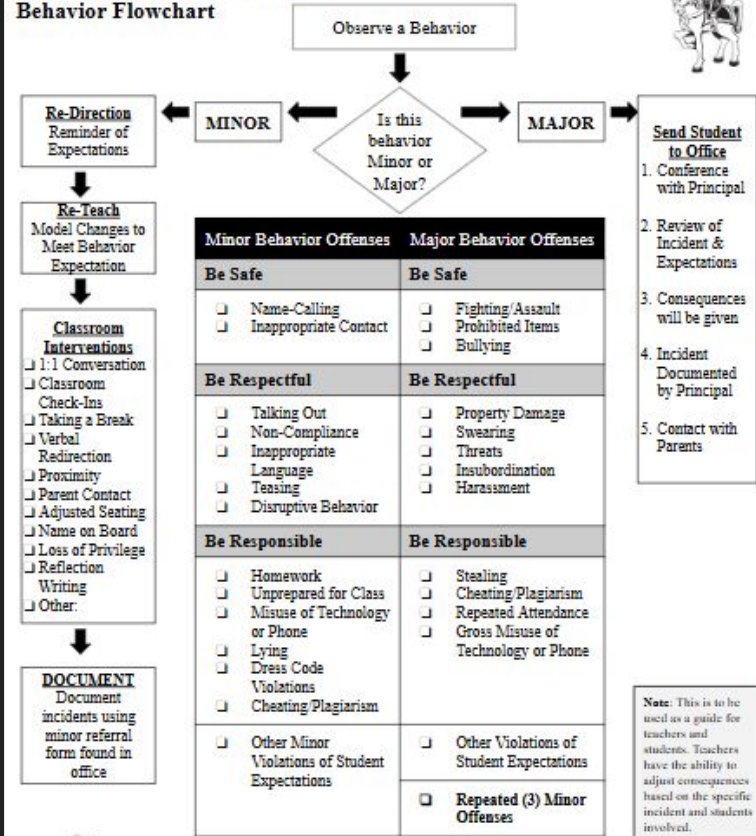 Behavior Flowchart
Observe a Behavior
Is this
behavior
Minor or
Major?
MINOR
MAJOR
Re-Direction
Reminder of
Expectations
Re-Teach
Model Changes to
Meet Behavior
Expectation
Classroom
Interventions
❏ 1:1 Conversation
❏ Classroom
Check-Ins
❏ Taking a Break
❏ Verbal
Redirection
❏ Proximity
❏ Parent Contact
❏ Adjusted Seating
❏ Name on Board
❏ Loss of Privilege
❏ Reflection
Writing
❏ Other:
DOCUMENT
Document
incidents using
minor referral
form found in
office
Minor Behavior Offenses
Be Safe
❏ Name-Calling
❏ Inappropriate Contact
Be Respectful
❏ Talking Out
❏ Non-Compliance
❏ Inappropriate
Language
❏ Teasing
❏ Disruptive Behavior
Be Responsible
❏ Homework
❏ Unprepared for Class
❏ Misuse of Technology
or Phone
❏ Lying
❏ Dress Code
Violations
❏ Cheating/Plagiarism
❏ Other Minor
Violations of Student
Expectations
Major Behavior Offenses
Be Safe
❏ Fighting/Assault
❏ Prohibited Items
❏ Bullying
Be Respectful
❏ Property Damage
❏ Swearing
❏ Threats
❏ Insubordination
❏ Harassment
Be Responsible
❏ Stealing
❏ Cheating/Plagiarism
❏ Repeated Attendance
❏ Gross Misuse of
Technology or Phone
❏ Other Violations of
Student Expectations
❏ Repeated (3) Minor
Offenses
Send Student
to Office
1. Conference
with Principal
2. Review of
Incident &
Expectations
3. Consequences
will be given
4. Incident
Documented
by Principal
5. Contact with
Parents
Note: This is to be
used as a guide for
teachers and
students. Teachers
have the ability to
adjust consequences
based on the specific
incident and students
involved.